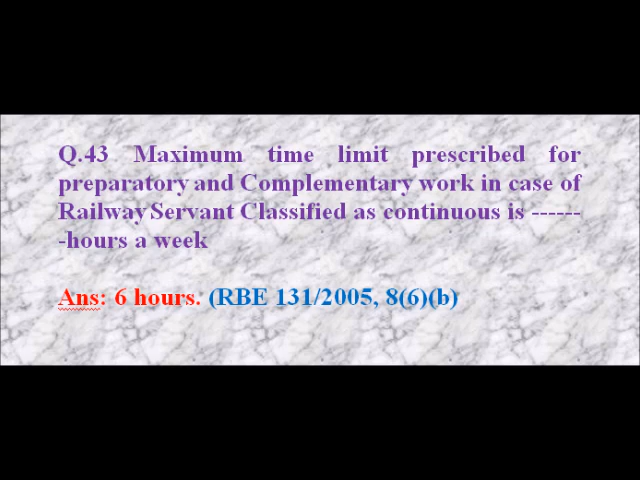 Q.43 Maximum time limit prescribed for
preparatory and Complementary work in case of
Railway Servant Classified as continuous is ------
-hours a week
Ans: 6 hours. (RBE 131/2005, 8(6)(b)